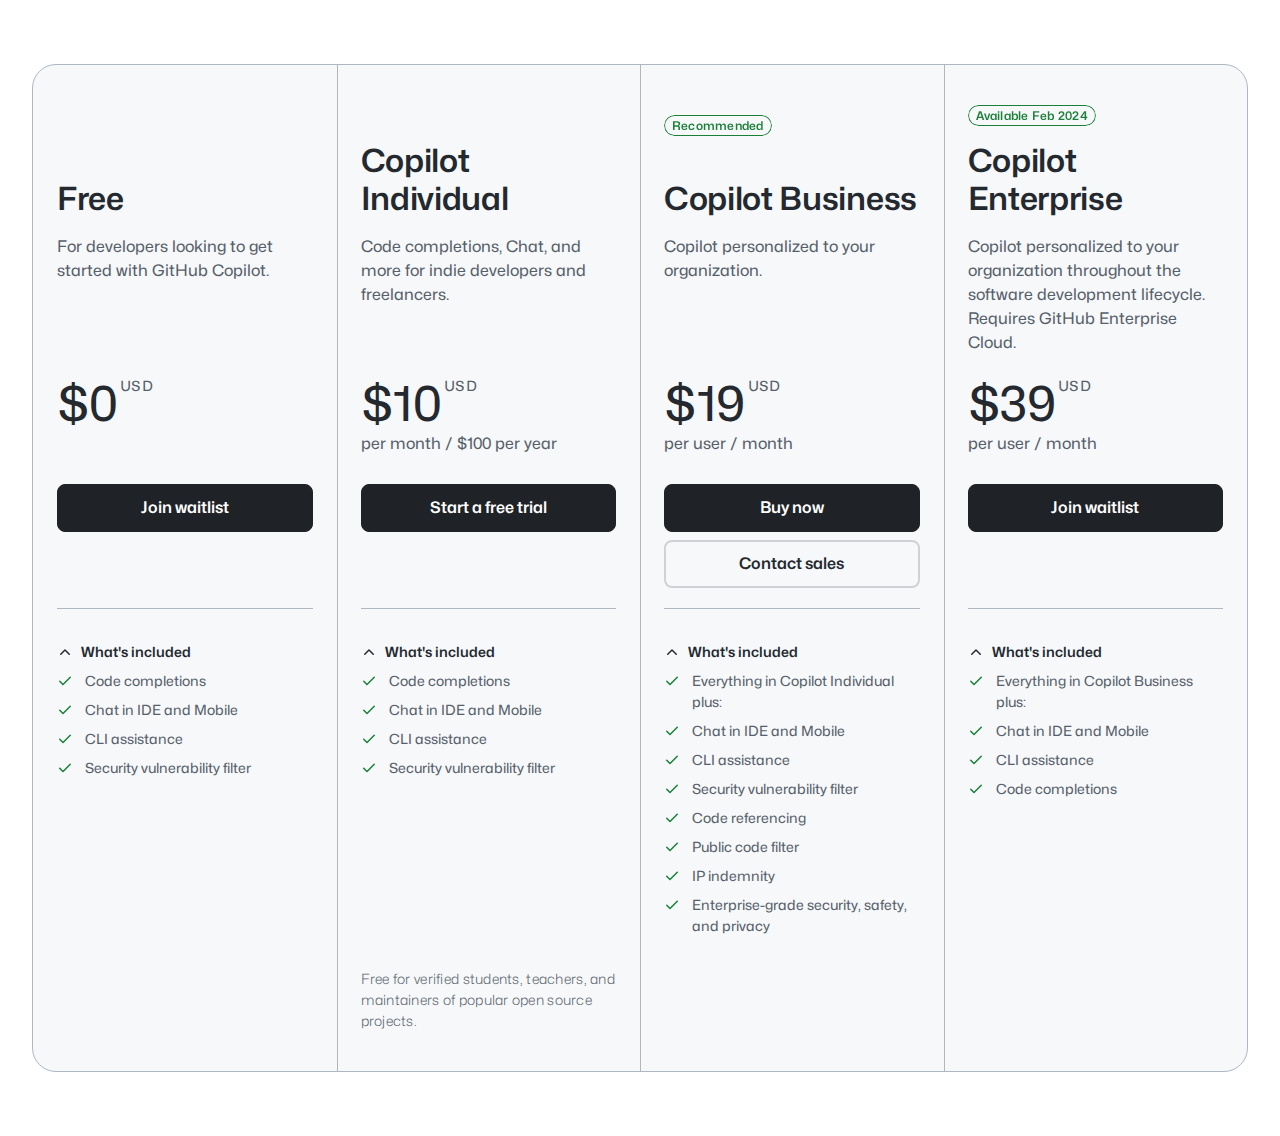 Free
For developers looking to get
started with GitHub Copilot.
$0 USD
Join waitlist
What's included
Code completions
Chat in IDE and Mobile
CLI assistance
Security vulnerability filter
Copilot
Individual
Code completions, Chat, and
more for indie developers and
freelancers.
$10 USD
per month / $100 per year
Start a free trial
What's included
Code completions
Chat in IDE and Mobile
CLI assistance
Security vulnerability filter
Free for verified students, teachers, and
maintainers of popular open source
projects.
Recommended
Copilot Business
Copilot personalized to your
organization.
$19 USD
per user / month
Buy now
Contact sales
What's included
Everything in Copilot Individual
plus:
Chat in IDE and Mobile
CLI assistance
Security vulnerability filter
Code referencing
Public code filter
IP indemnity
Enterprise-grade security, safety,
and privacy
Available Feb 2024
Copilot
Enterprise
Copilot personalized to your
organization throughout the
software development lifecycle.
Requires GitHub Enterprise
Cloud.
$39 USD
per user / month
Join waitlist
What's included
Everything in Copilot Business
plus:
Chat in IDE and Mobile
CLI assistance
Code completions